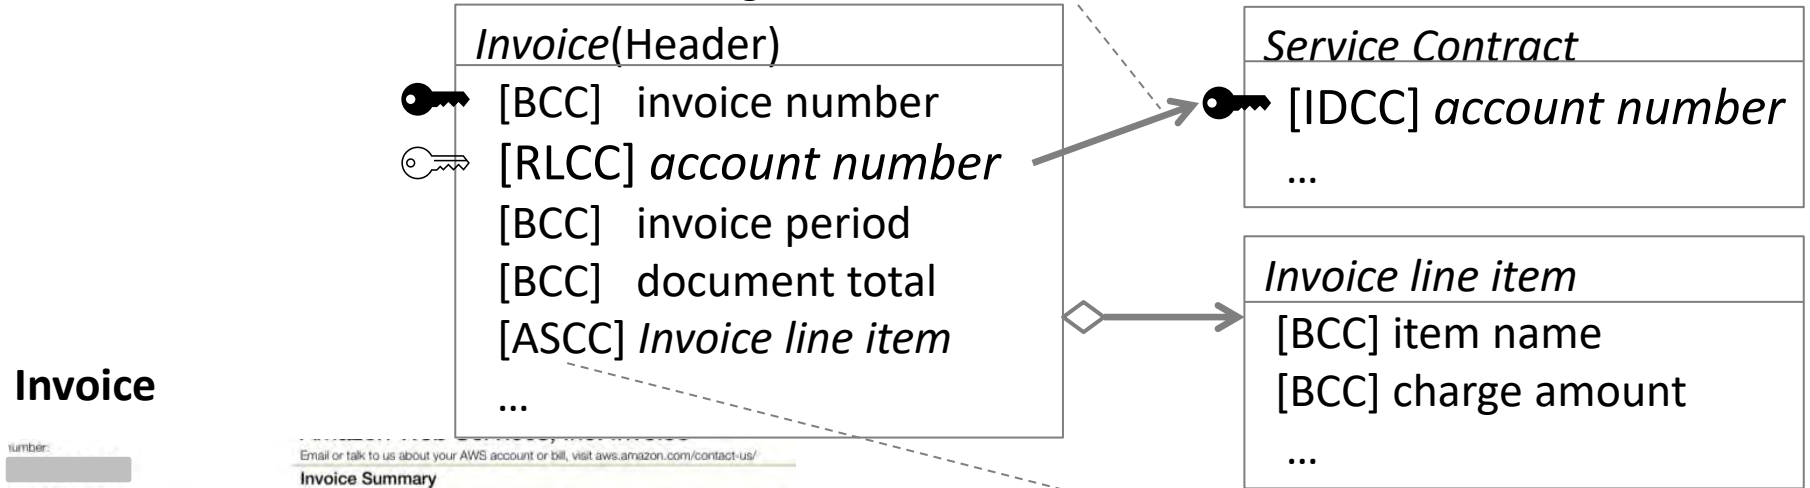 Invoice(Header)
[BCC] invoice number
[RLCC] account number
[BCC] invoice period
[BCC] document total
[ASCC] Invoice line item
...
Service Contract
[IDCC] account number
...
Invoice line item
[BCC] item name
[BCC] charge amount
...
Invoice
number:
Email or talk to us about your AWS account or bill, visit aws.amazon.com/contact-us/
Invoice Summary